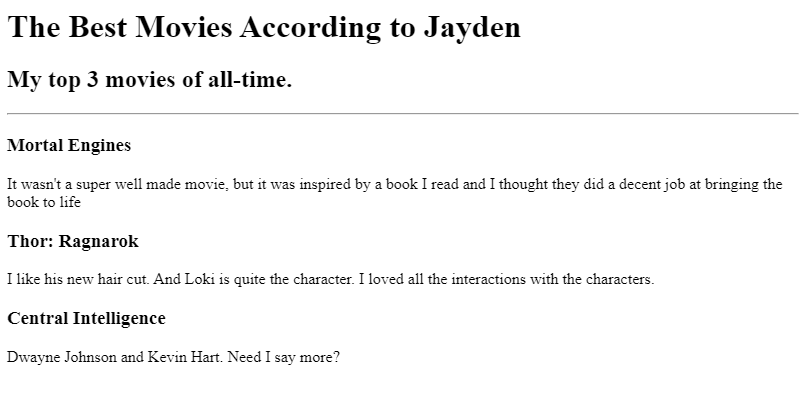 The Best Movies According to Jayden
My top 3 movies of all-time.
Mortal Engines
It wasn't a super well made movie, but it was inspired by a book I read and I thought they did a decent job at bringing the
book to life
Thor: Ragnarok
I like his new hair cut. And Loki is quite the character. I loved all the interactions with the characters.
Central Intelligence
Dwayne Johnson and Kevin Hart. Need I say more?